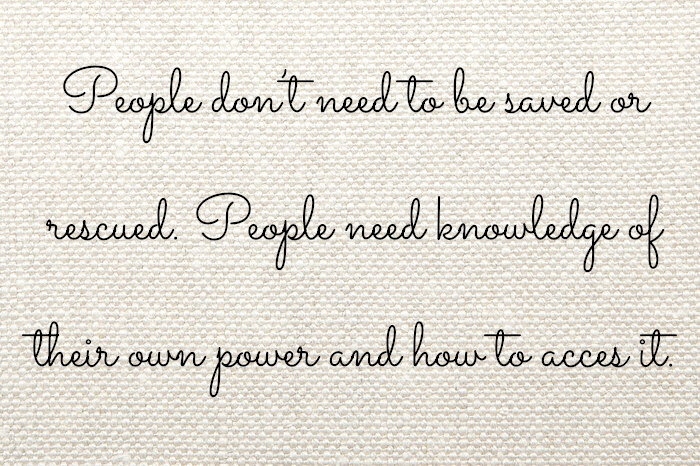 People don't need to be saved or
rescued. People need knowledge of
their own power and how to acces it.